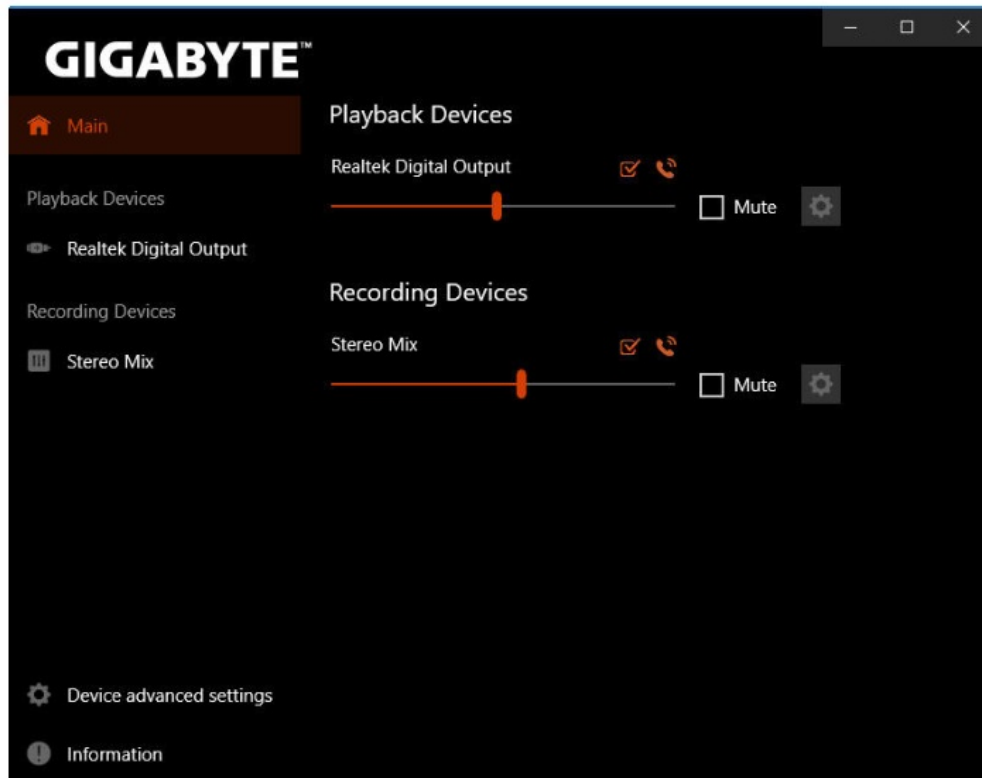 GIGABYTE™
Main
Playback Devices
Realtek Digital Output
Recording Devices
Stereo Mix
Device advanced settings
Information
Playback Devices
Realtek Digital Output
Mute
Recording Devices
Stereo Mix
Mute